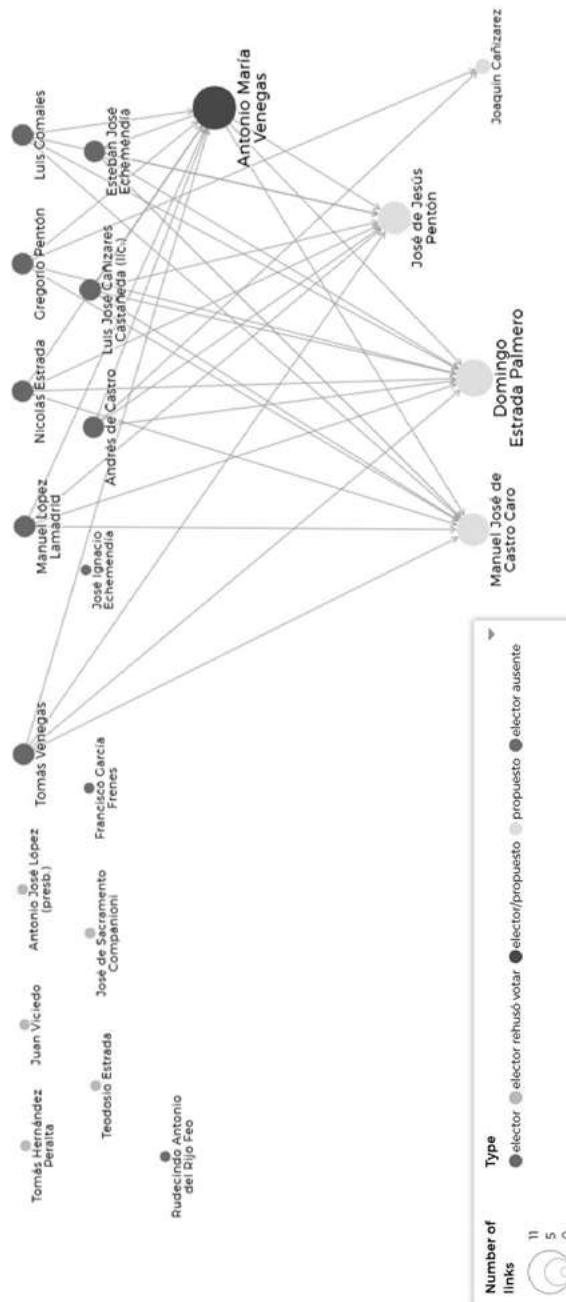 Tomás Hernández
Peralta
Juan Viciedo
Antonio José López
(presb.)
Tomás Venegas
Manuel López
Lamadrid
Nicolás Estrada
Gregorio Pentón
Luis Comales
Teodosio Estrada
José de Sacramento
Companioni
Francisco García
Frenes
José Ignacio
Echemendía
Andrés de Castro
Luis José Cañizares
Castañeda (lic.)
Esteban José
Echemendía
Rudecindo Antonio
del Rijo Feo
Antonio María
Venegas
José de Jesús
Pentón
Manuel José de
Castro Caro
Domingo
Estrada Palmero
Joaquín Cañizarez
Number of
links
11
5
0
Type
elector
elector rehusó votar
elector/propuesto
propuesto
elector ausente